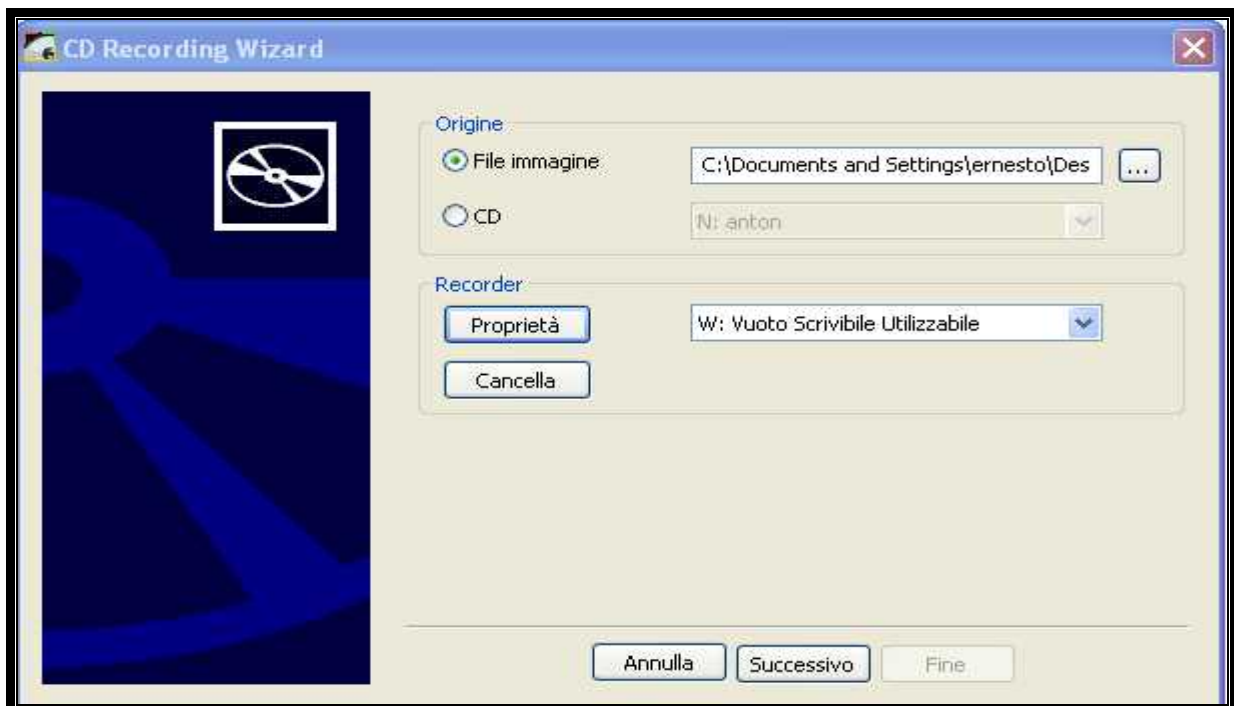 CD Recording Wizard
Origine
File immagine C:\Documents and Settings\ernesto\Des ...
CD N: anton
Recorder
Proprietà W: Vuoto Scrivibile Utilizzabile
Cancella
Annulla Successivo Fine